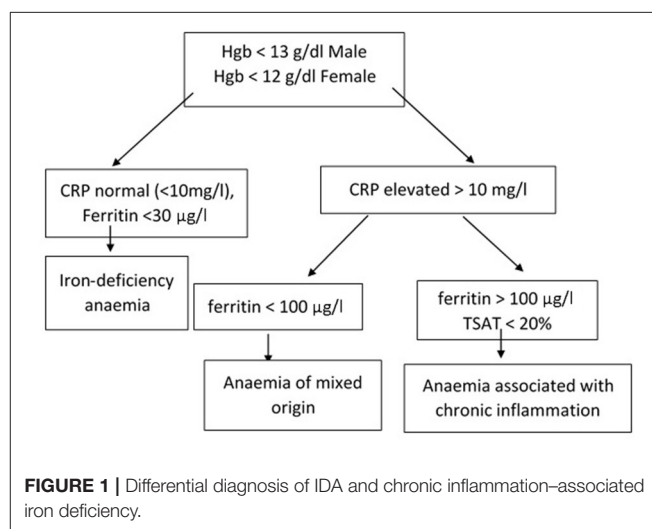 Hgb < 13 g/dl Male
Hgb < 12 g/dl Female
CRP normal (<10mg/l),
Ferritin <30 µg/l
CRP elevated > 10 mg/l
Iron-deficiency
anaemia
ferritin < 100 µg/l
ferritin > 100 µg/l
TSAT < 20%
Anaemia of mixed
origin
Anaemia associated with
chronic inflammation
FIGURE 1 | Differential diagnosis of IDA and chronic inflammation–associated
iron deficiency.